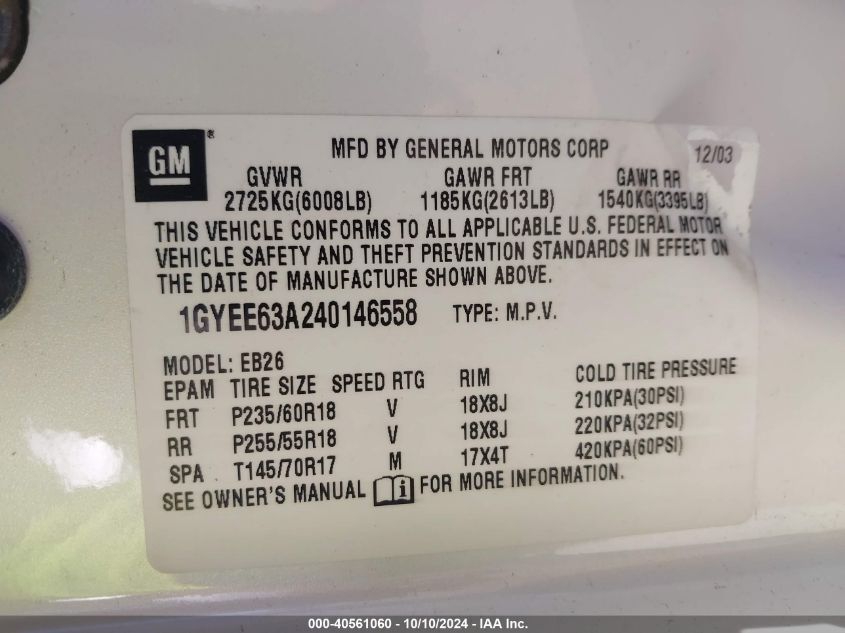 GM ® MFD BY GENERAL MOTORS CORP 12/03
GVWR GAWR FRT GAWR RR
2725KG(6008LB) 1185KG(2613LB) 1540KG(3395LB)
THIS VEHICLE CONFORMS TO ALL APPLICABLE U.S. FEDERAL MOTOR
VEHICLE SAFETY AND THEFT PREVENTION STANDARDS IN EFFECT ON
THE DATE OF MANUFACTURE SHOWN ABOVE.
1GYEE63A240146558 TYPE: M.P.V.
MODEL: EB26
EPAM TIRE SIZE SPEED RTG RIM COLD TIRE PRESSURE
FRT P235/60R18 V 18X8J 210KPA(30PSI)
RR P255/55R18 V 18X8J 220KPA(32PSI)
SPA T145/70R17 M 17X4T 420KPA(60PSI)
SEE OWNER'S MANUAL i FOR MORE INFORMATION.
000-40561060 - 10/10/2024 - IAA Inc.